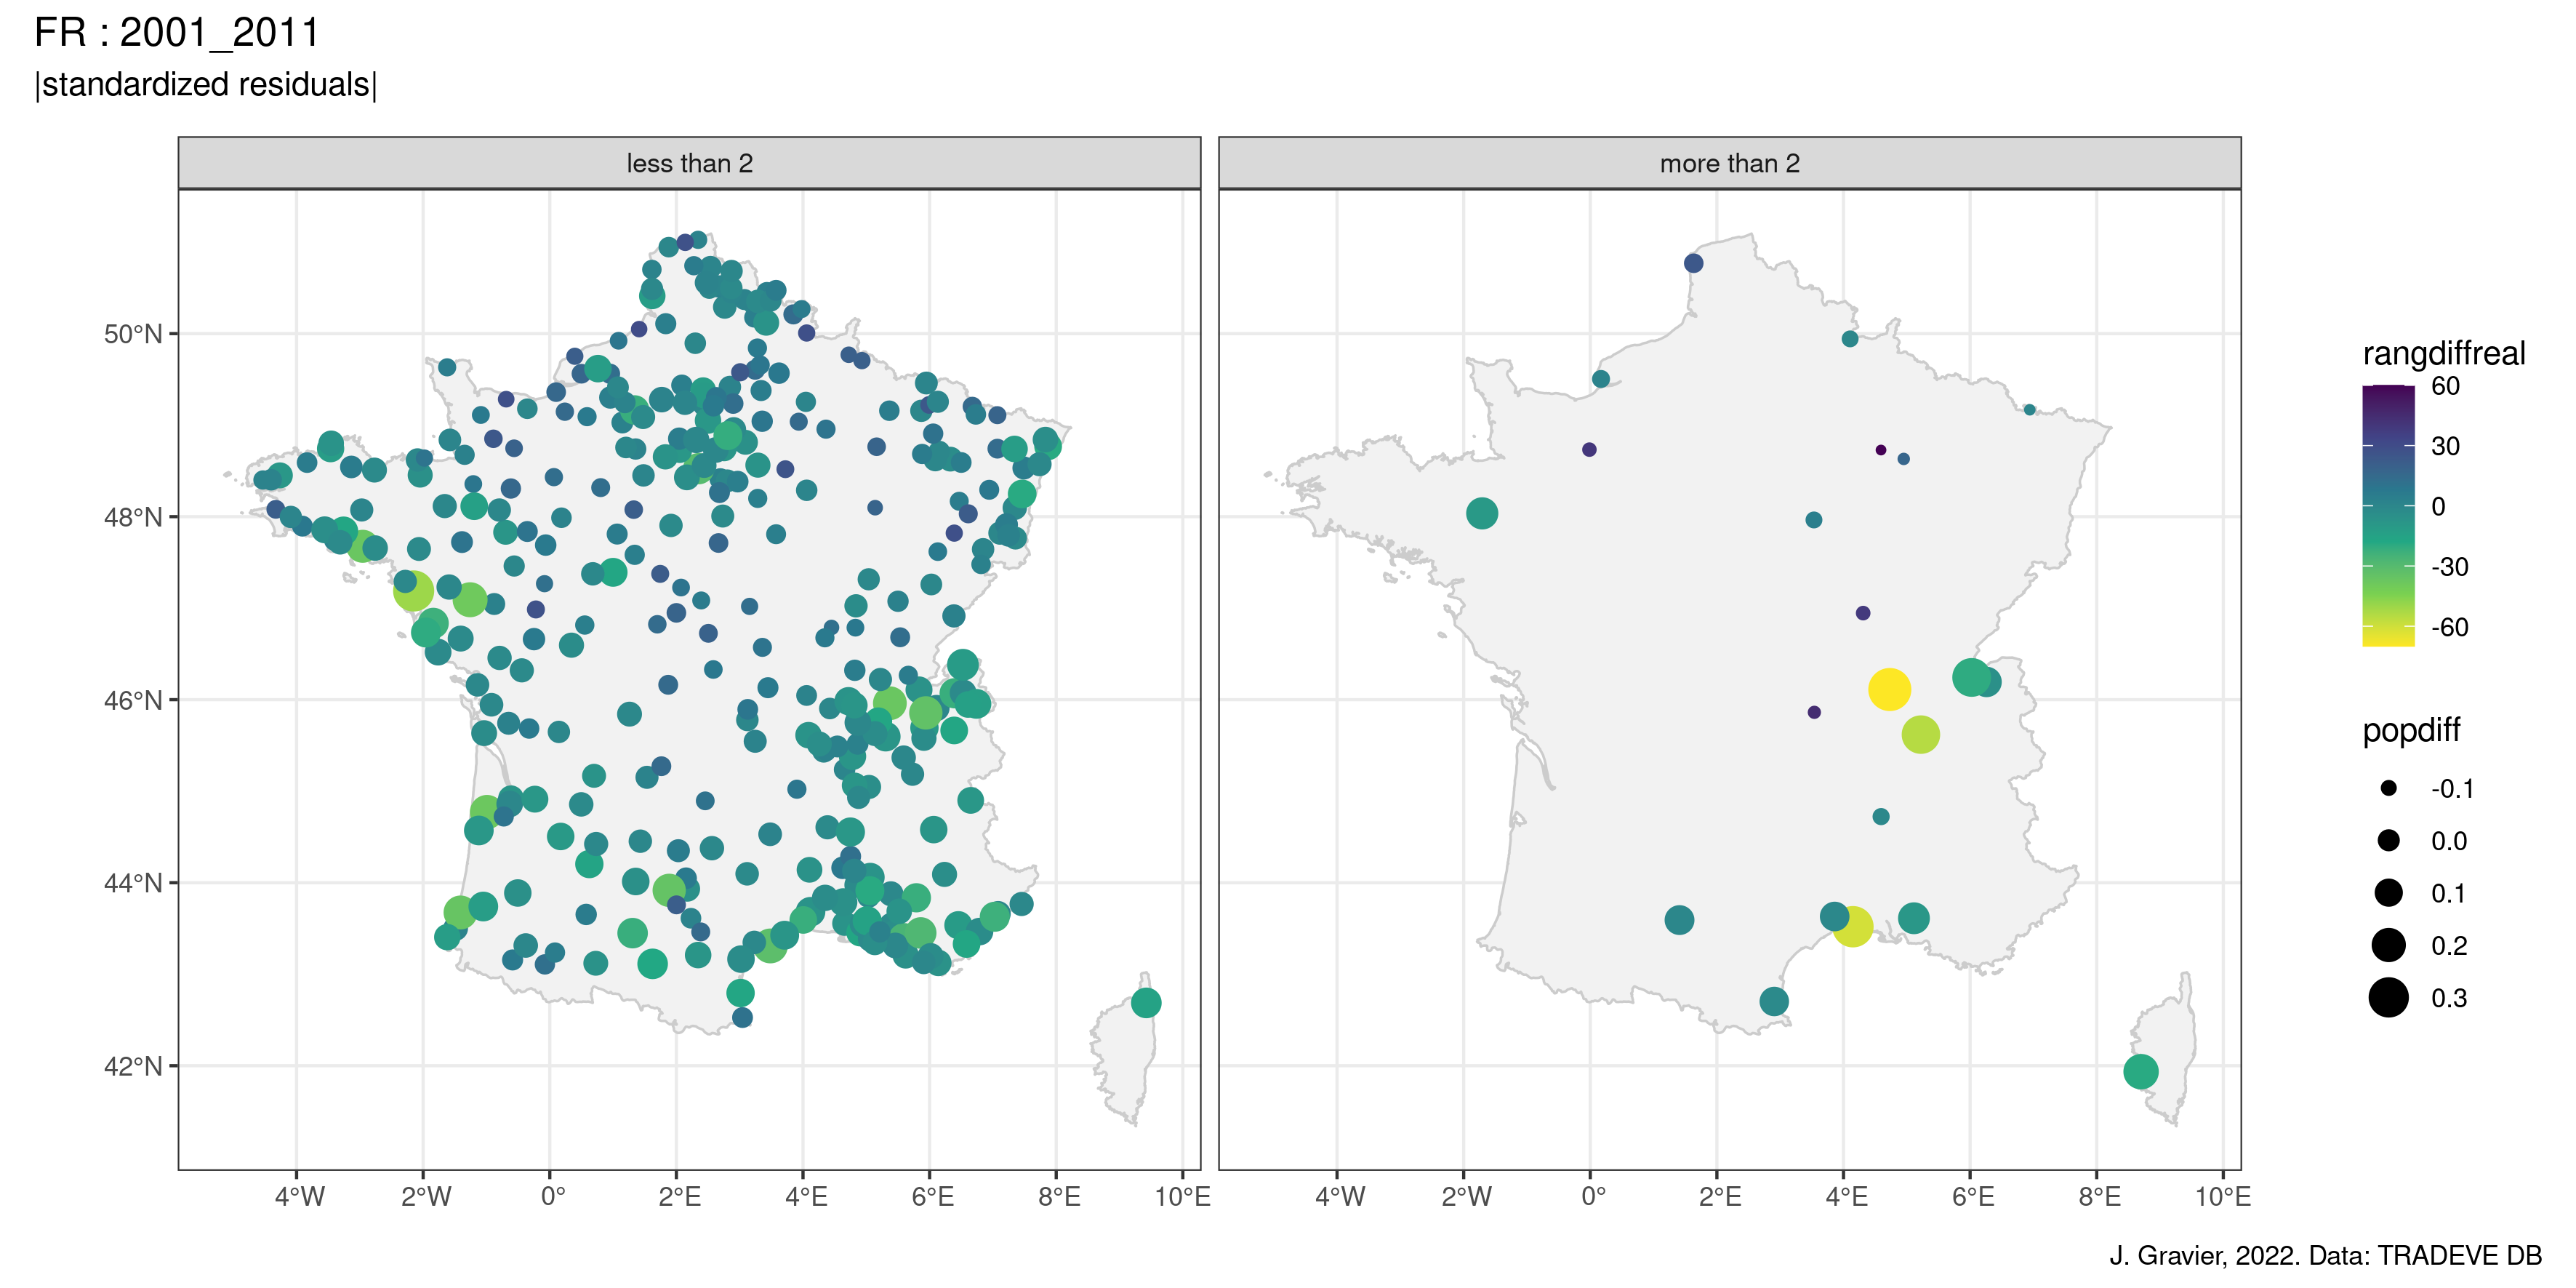 FR : 2001_2011
|standardized residuals|
less than 2
more than 2
50°N
48°N
46°N
44°N
42°N
4°W 2°W 0° 2°E 4°E 6°E 8°E 10°E
4°W 2°W 0° 2°E 4°E 6°E 8°E 10°E
rangdiffreal
60
30
0
-30
-60
popdiff
-0.1
0.0
0.1
0.2
0.3
J. Gravier, 2022. Data: TRADEVE DB